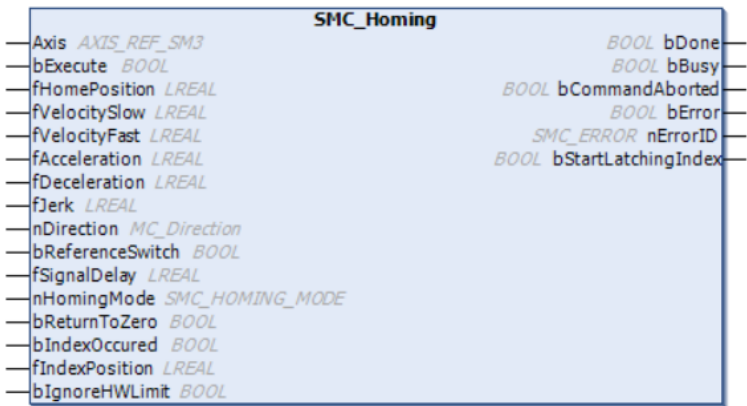 SMC_Homing
Axis AXIS_REF_SM3 BOOL bDone
bExecute BOOL BOOL bBusy
fHomePosition LREAL BOOL bCommandAborted
fVelocitySlow LREAL BOOL bError
fVelocityFast LREAL SMC_ERROR nErrorID
fAcceleration LREAL BOOL bStartLatchingIndex
fDeceleration LREAL
fJerk LREAL
nDirection MC_Direction
bReferenceSwitch BOOL
fSignalDelay LREAL
nHomingMode SMC_HOMING_MODE
bReturnToZero BOOL
bIndexOccured BOOL
fIndexPosition LREAL
bIgnoreHWLimit BOOL